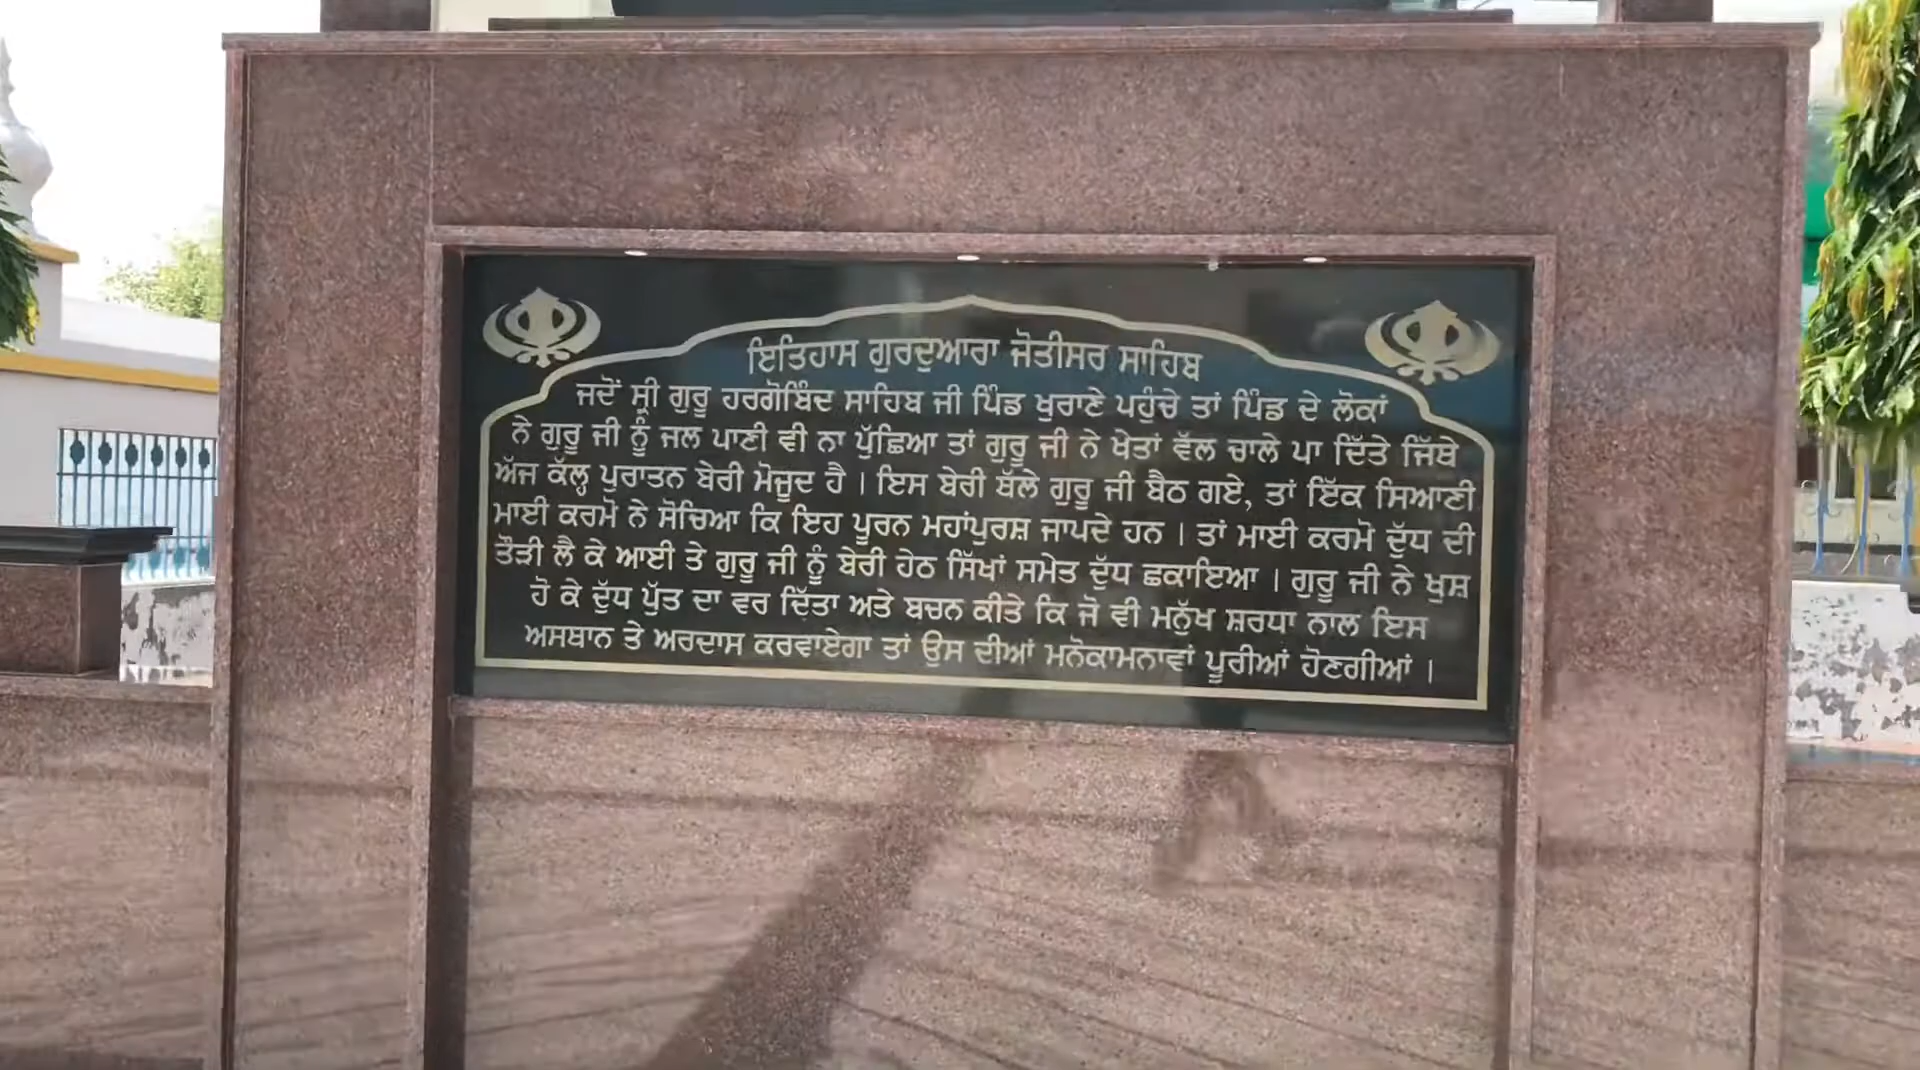 ਇਤਿਹਾਸ ਗੁਰਦੁਆਰਾ ਜੋਤੀਸਰ ਸਾਹਿਬ
ਜਦੋਂ ਸ੍ਰੀ ਗੁਰੂ ਹਰਗੋਬਿੰਦ ਸਾਹਿਬ ਜੀ ਪਿੰਡ ਖੁਰਾਣੇ ਪਹੁੰਚੇ ਤਾਂ ਪਿੰਡ ਦੇ ਲੋਕਾਂ
ਨੇ ਗੁਰੂ ਜੀ ਨੂੰ ਜਲ ਪਾਣੀ ਵੀ ਨਾ ਪੁੱਛਿਆ ਤਾਂ ਗੁਰੂ ਜੀ ਨੇ ਖੇਤਾਂ ਵੱਲ ਚਾਲੇ ਪਾ ਦਿੱਤੇ ਜਿੱਥੇ
ਅੱਜ ਕੱਲ੍ਹ ਪੁਰਾਤਨ ਬੇਰੀ ਮੋਜੂਦ ਹੈ । ਇਸ ਬੇਰੀ ਥੱਲੇ ਗੁਰੂ ਜੀ ਬੈਠ ਗਏ, ਤਾਂ ਇੱਕ ਸਿਆਣੀ
ਮਾਈ ਕਰਮੋ ਨੇ ਸੋਚਿਆ ਕਿ ਇਹ ਪੂਰਨ ਮਹਾਂਪੁਰਸ਼ ਜਾਪਦੇ ਹਨ । ਤਾਂ ਮਾਈ ਕਰਮੋ ਦੁੱਧ ਦੀ
ਤੌੜੀ ਲੈ ਕੇ ਆਈ ਤੇ ਗੁਰੂ ਜੀ ਨੂੰ ਬੇਰੀ ਹੇਠ ਸਿੱਖਾਂ ਸਮੇਤ ਦੁੱਧ ਛਕਾਇਆ । ਗੁਰੂ ਜੀ ਨੇ ਖੁਸ਼
ਹੋ ਕੇ ਦੁੱਧ ਪੁੱਤ ਦਾ ਵਰ ਦਿੱਤਾ ਅਤੇ ਬਚਨ ਕੀਤੇ ਕਿ ਜੋ ਵੀ ਮਨੁੱਖ ਸ਼ਰਧਾ ਨਾਲ ਇਸ
ਅਸਥਾਨ ਤੇ ਅਰਦਾਸ ਕਰਵਾਏਗਾ ਤਾਂ ਉਸ ਦੀਆਂ ਮਨੋਕਾਮਨਾਵਾਂ ਪੂਰੀਆਂ ਹੋਣਗੀਆਂ ।